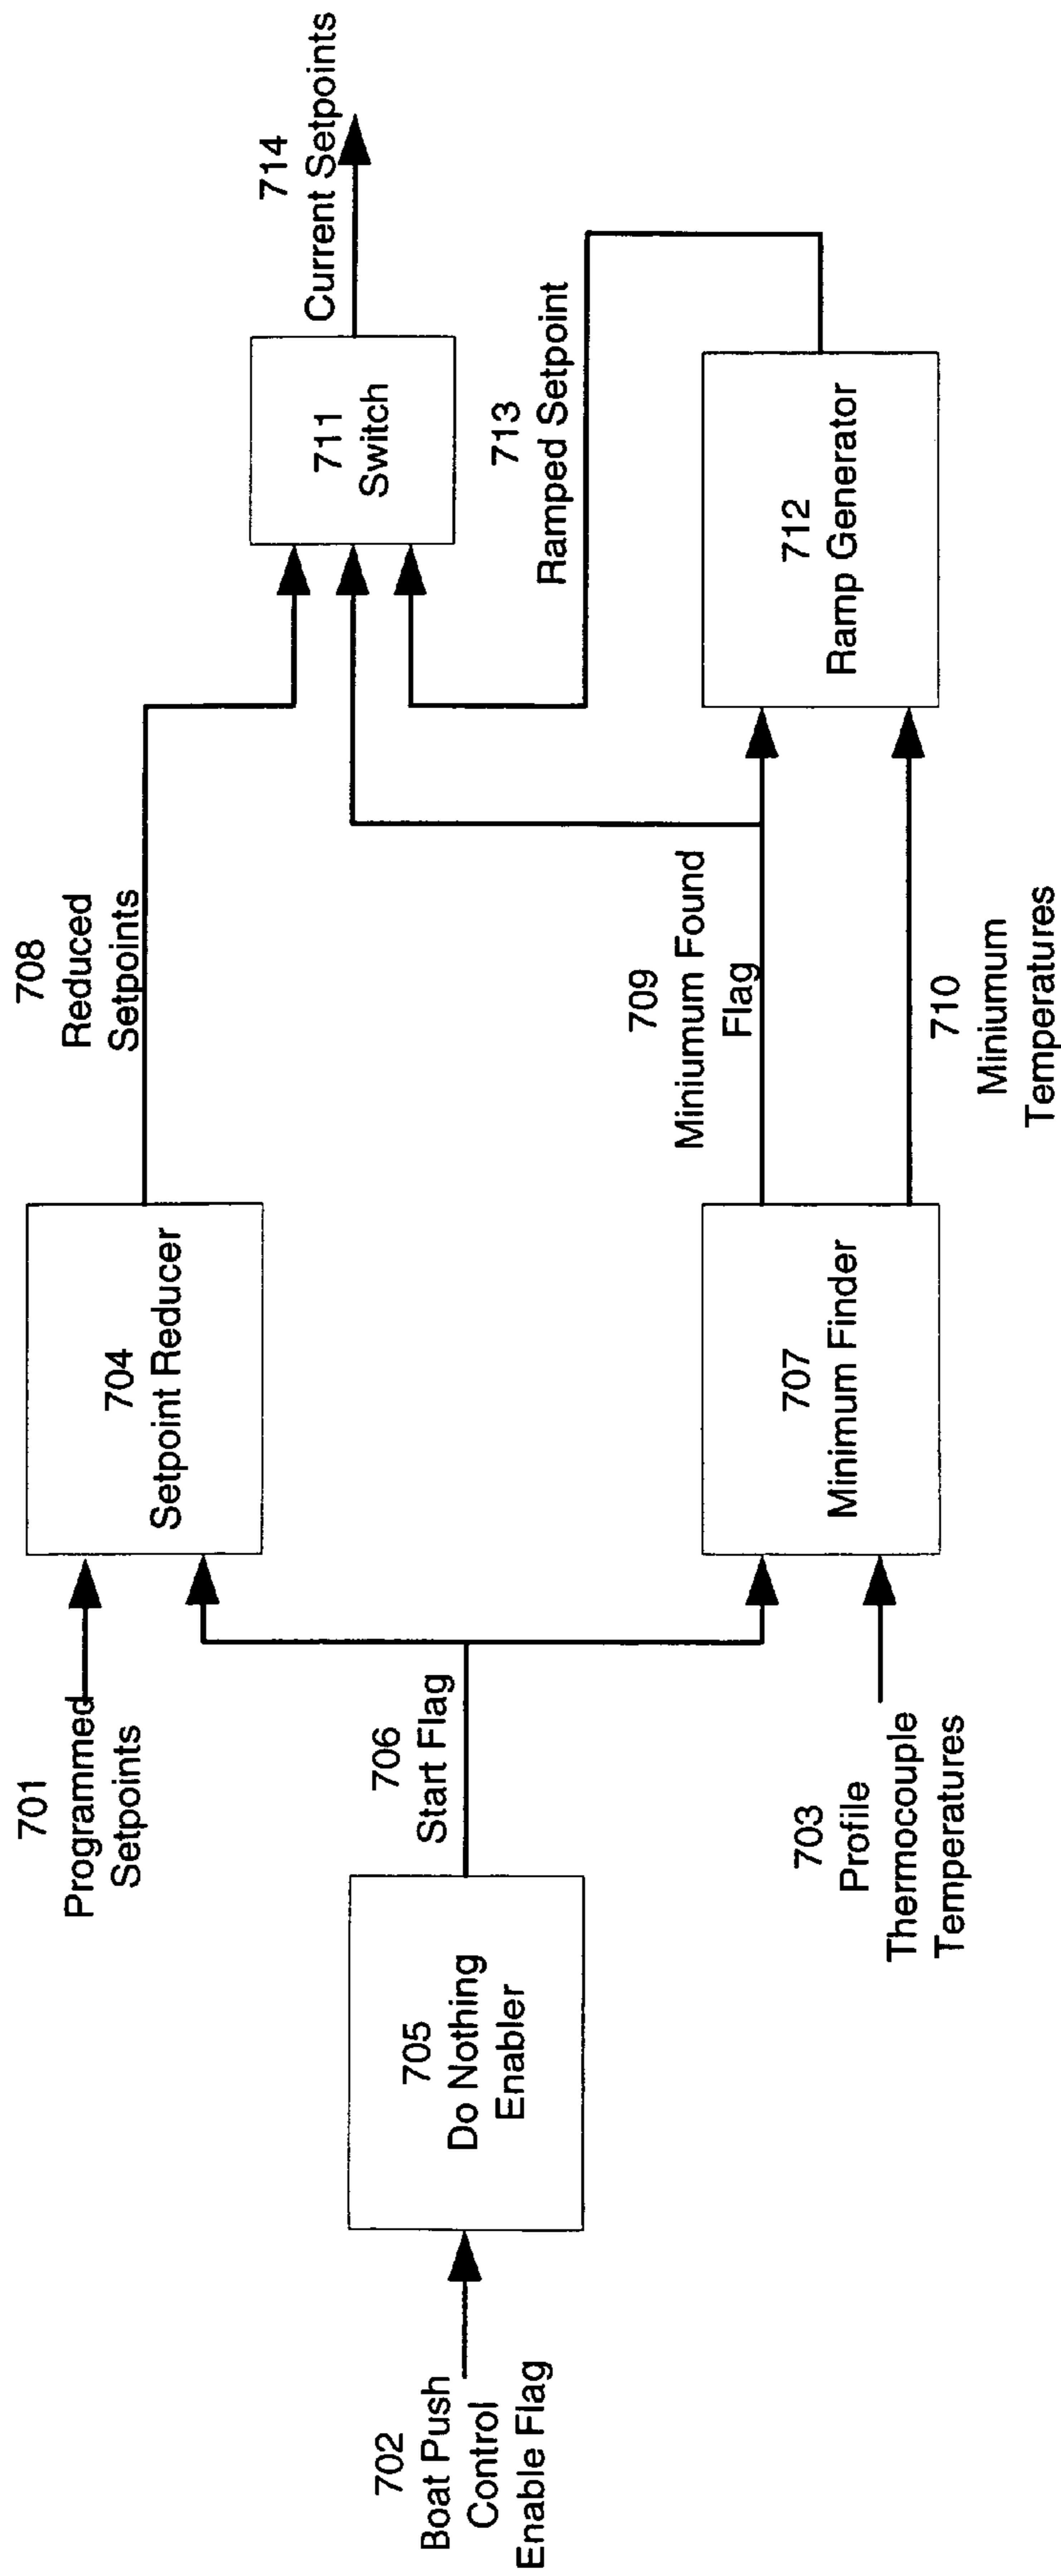 701
Programmed
Setpoints
702
Boat Push
Control
Enable Flag
705
Do Nothing
Enabler
706
Start Flag
703
Profile
Thermocouple
Temperatures
704
Setpoint Reducer
707
Minimum Finder
708
Reduced
Setpoints
709
Miniumum Found
Flag
710
Miniumum
Temperatures
711
Switch
712
Ramp Generator
713
Ramped Setpoint
714
Current Setpoints